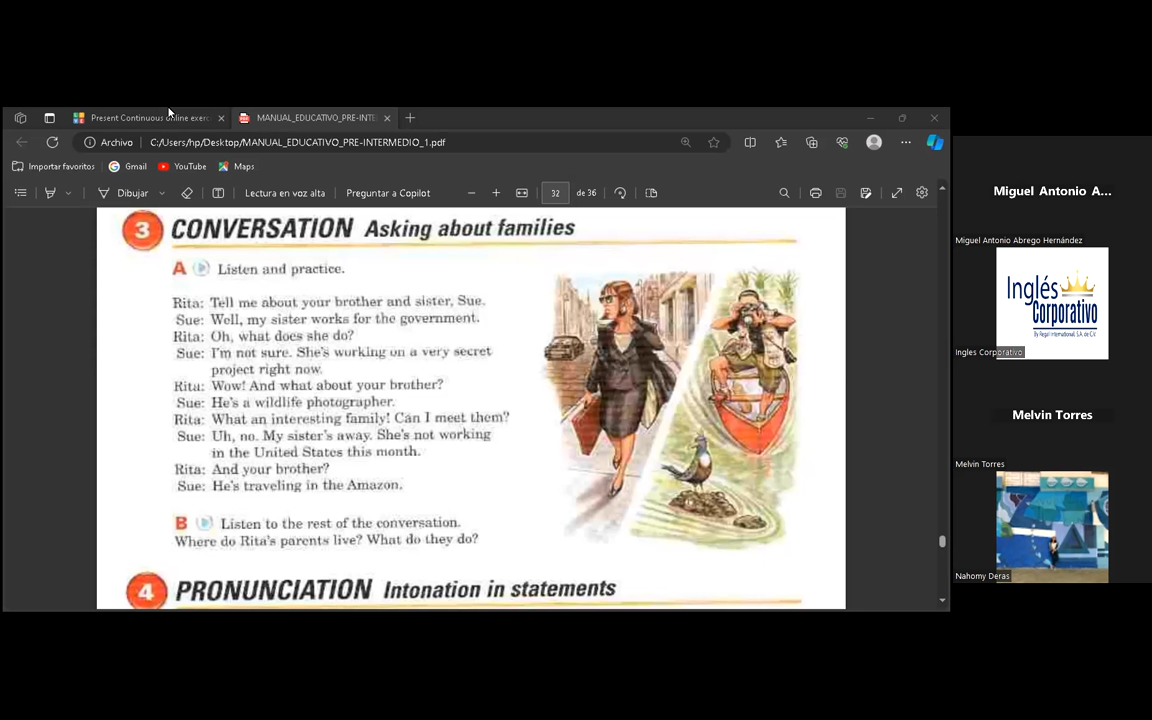 Present Continuous online exerc
MANUAL_EDUCATIVO_PRE-INTE
Archivo
C:/Users/hp/Desktop/MANUAL_EDUCATIVO_PRE-INTERMEDIO_1.pdf
Importar favoritos
Gmail
YouTube
Maps
Dibujar
Lectura en voz alta
Preguntar a Copilot
32
de 36
3 CONVERSATION Asking about families
A Listen and practice.
Rita: Tell me about your brother and sister, Sue.
Sue: Well, my sister works for the government.
Rita: Oh, what does she do?
Sue: I'm not sure. She's working on a very secret
project right now.
Rita: Wow! And what about your brother?
Sue: He's a wildlife photographer.
Rita: What an interesting family! Can I meet them?
Sue: Uh, no. My sister's away. She's not working
in the United States this month.
Rita: And your brother?
Sue: He's traveling in the Amazon.
B Listen to the rest of the conversation.
Where do Rita's parents live? What do they do?
4 PRONUNCIATION Intonation in statements
Miguel Antonio A...
Miguel Antonio Abrego Hernández
Inglés
Corporativo
By Regal International, S.A. de C.V.
Ingles Corporativo
Melvin Torres
Melvin Torres
Nahomy Deras